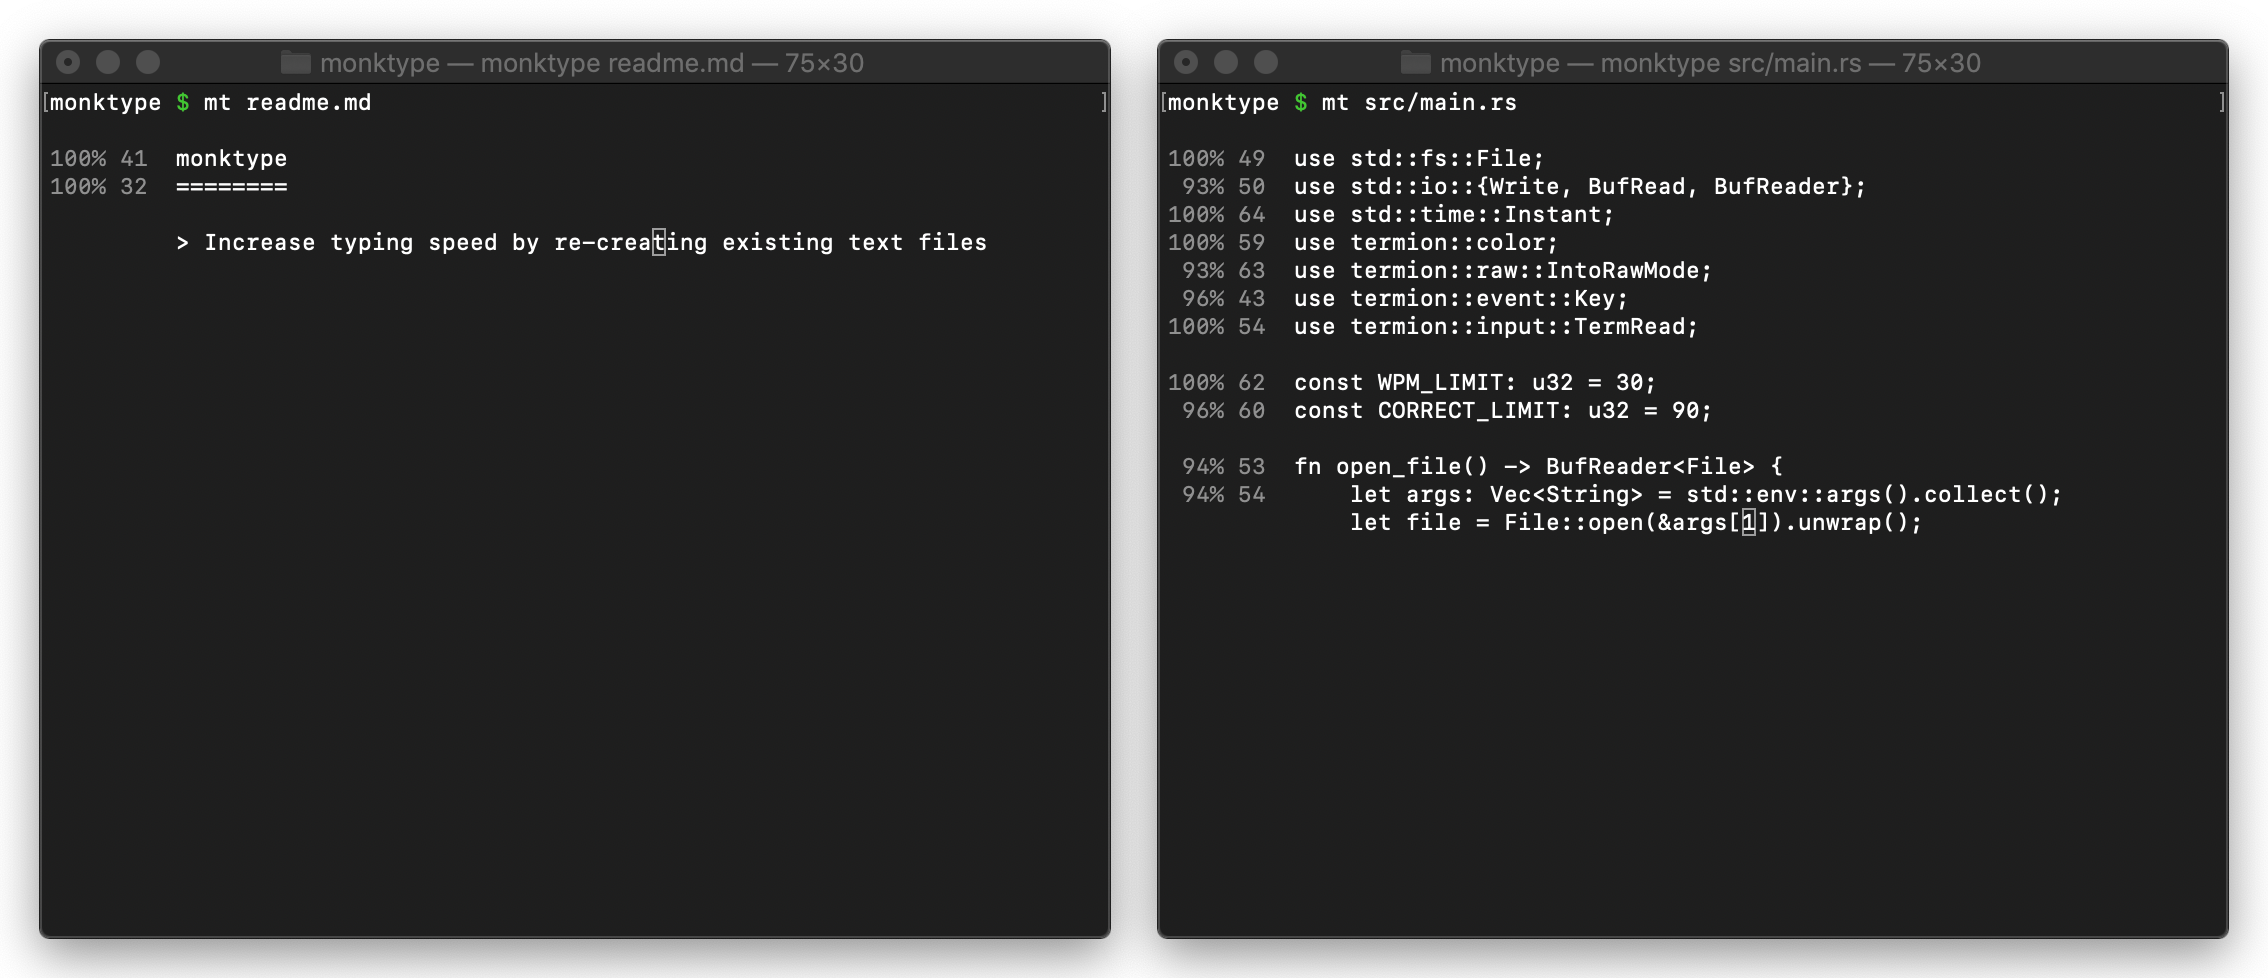 monktype — monktype readme.md — 75×30
[monktype $ mt readme.md ]
100% 41  monktype
100% 32  ========
         > Increase typing speed by re-creating existing text files
monktype — monktype src/main.rs — 75×30
[monktype $ mt src/main.rs ]
100% 49  use std::fs::File;
 93% 50  use std::io::{Write, BufRead, BufReader};
100% 64  use std::time::Instant;
100% 59  use termion::color;
 93% 63  use termion::raw::IntoRawMode;
 96% 43  use termion::event::Key;
100% 54  use termion::input::TermRead;
100% 62  const WPM_LIMIT: u32 = 30;
 96% 60  const CORRECT_LIMIT: u32 = 90;
 94% 53  fn open_file() -> BufReader<File> {
 94% 54      let args: Vec<String> = std::env::args().collect();
             let file = File::open(&args[1]).unwrap();